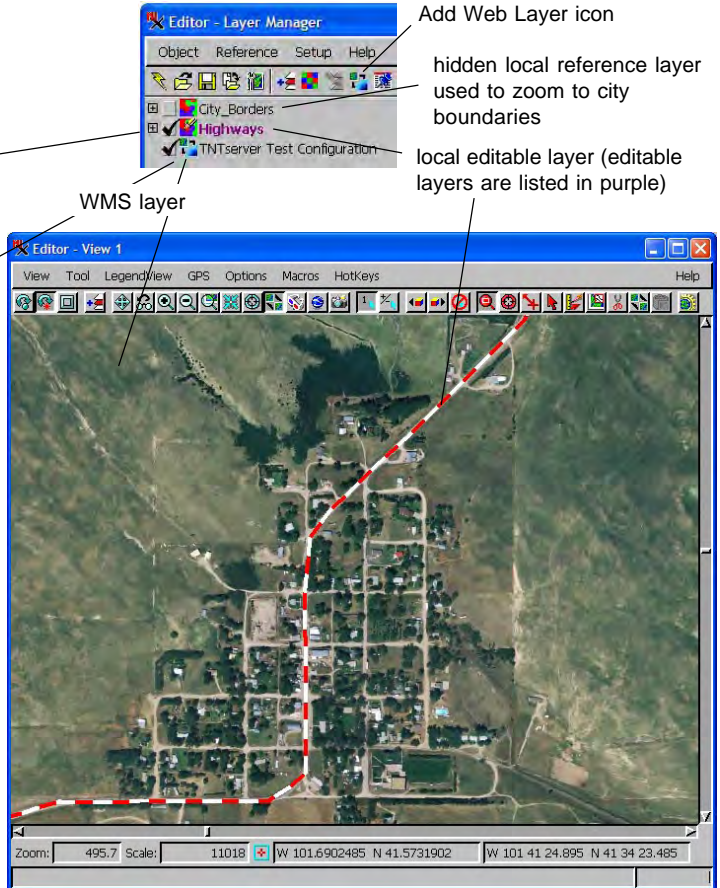 Editor - Layer Manager
Add Web Layer icon
Object Reference Setup Help
hidden local reference layer
used to zoom to city
boundaries
City_Borders
Highways
TNTserver Test Configuration
local editable layer (editable
layers are listed in purple)
WMS layer
Editor - View 1
View Tool LegendView GPS Options Macros HotKeys Help
Zoom: 495.7 Scale: 11018 W 101.6902485 N 41.5731902 W 101 41 24.895 N 41 34 23.485